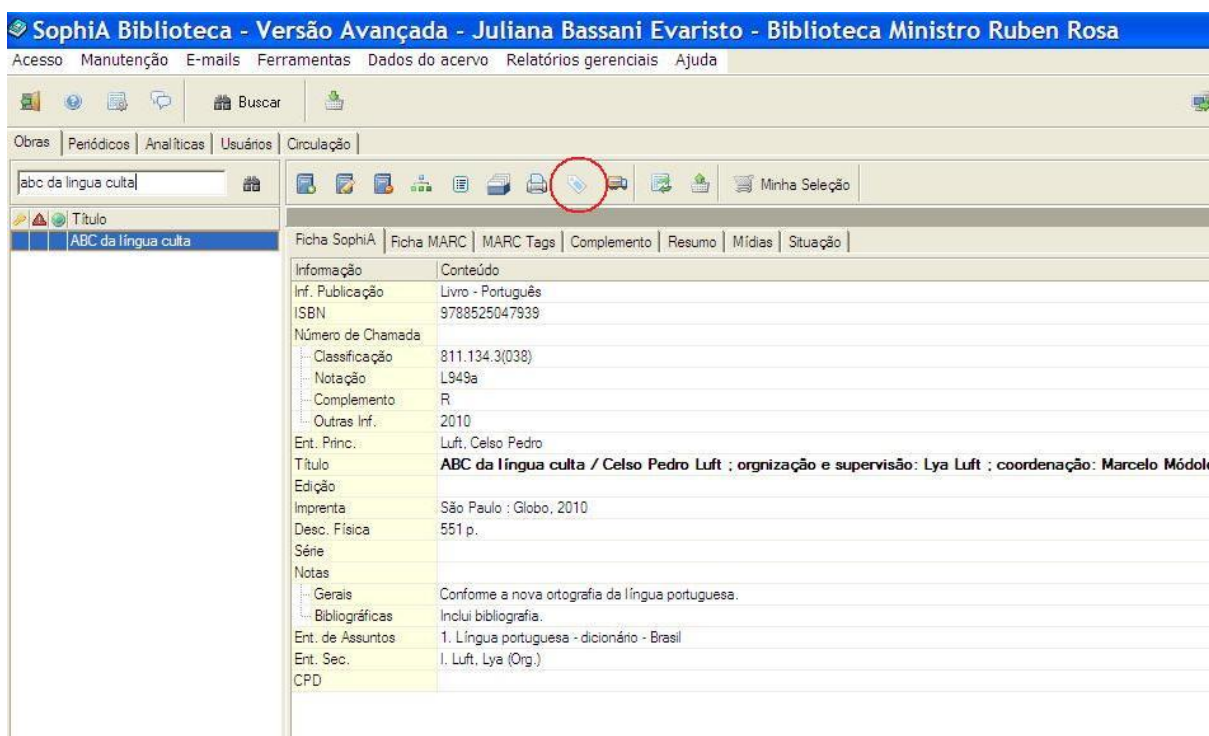 SophiA Biblioteca - Versão Avançada - Juliana Bassani Evaristo - Biblioteca Ministro Ruben Rosa
Acesso Manutenção E-mails Ferramentas Dados do acervo Relatórios gerenciais Ajuda
Buscar
Obras Periódicos Analíticas Usuários Circulação
abc da lingua culta
Minha Seleção
Título
ABC da língua culta
Ficha SophiA Ficha MARC MARC Tags Complemento Resumo Mídias Situação
Informação Conteúdo
Inf. Publicação Livro - Português
ISBN 9788525047939
Número de Chamada
Classificação 811.134.3(038)
Notação L949a
Complemento R
Outras Inf. 2010
Ent. Princ. Luft, Celso Pedro
Título ABC da língua culta / Celso Pedro Luft ; orgnização e supervisão: Lya Luft ; coordenação: Marcelo Módolo
Edição
Imprenta São Paulo : Globo, 2010
Desc. Física 551 p.
Série
Notas
Gerais Conforme a nova ortografia da língua portuguesa.
Bibliográficas Inclui bibliografia.
Ent. de Assuntos 1. Língua portuguesa - dicionário - Brasil
Ent. Sec. I. Luft, Lya (Org.)
CPD